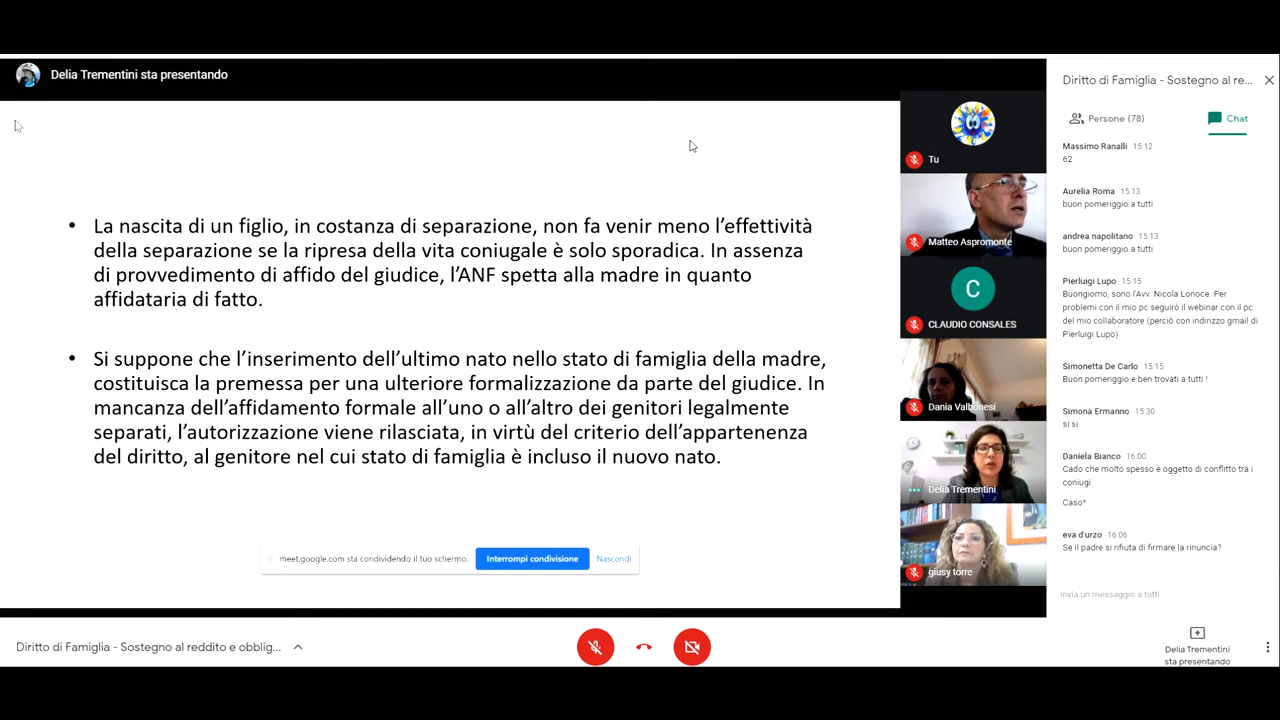 Delia Trementini sta presentando
• La nascita di un figlio, in costanza di separazione, non fa venir meno l’effettività
della separazione se la ripresa della vita coniugale è solo sporadica. In assenza
di provvedimento di affido del giudice, l’ANF spetta alla madre in quanto
affidataria di fatto.
• Si suppone che l’inserimento dell’ultimo nato nello stato di famiglia della madre,
costituisca la premessa per una ulteriore formalizzazione da parte del giudice. In
mancanza dell’affidamento formale all’uno o all’altro dei genitori legalmente
separati, l’autorizzazione viene rilasciata, in virtù del criterio dell’appartenenza
del diritto, al genitore nel cui stato di famiglia è incluso il nuovo nato.
meet.google.com sta condividendo il tuo schermo. Interrompi condivisione Nascondi
Tu
Matteo Aspromonte
C
CLAUDIO CONSALES
Dania Valbonesi
Delia Trementini
giusy torre
Diritto di Famiglia - Sostegno al re...
Persone (78) Chat
Massimo Ranalli 15:12
62
Aurelia Roma 15:13
buon pomeriggio a tutti
andrea napolitano 15:13
buon pomeriggio a tutti
Pierluigi Lupo 15:15
Buongiorno, sono l'Avv. Nicola Lonoce. Per
problemi con il mio pc seguirò il webinar con il pc
del mio collaboratore (perciò con indirizzo gmail di
Pierluigi Lupo)
Simonetta De Carlo 15:15
Buon pomeriggio e ben trovati a tutti !
Simona Ermanno 15:30
si si
Daniela Bianco 16:00
Cado che molto spesso è oggetto di conflitto tra i
coniugi
Caso*
eva d'urzo 16:06
Se il padre si rifiuta di firmare la rinuncia?
Invia un messaggio a tutti
Diritto di Famiglia - Sostegno al reddito e obblig...
Delia Trementini
sta presentando